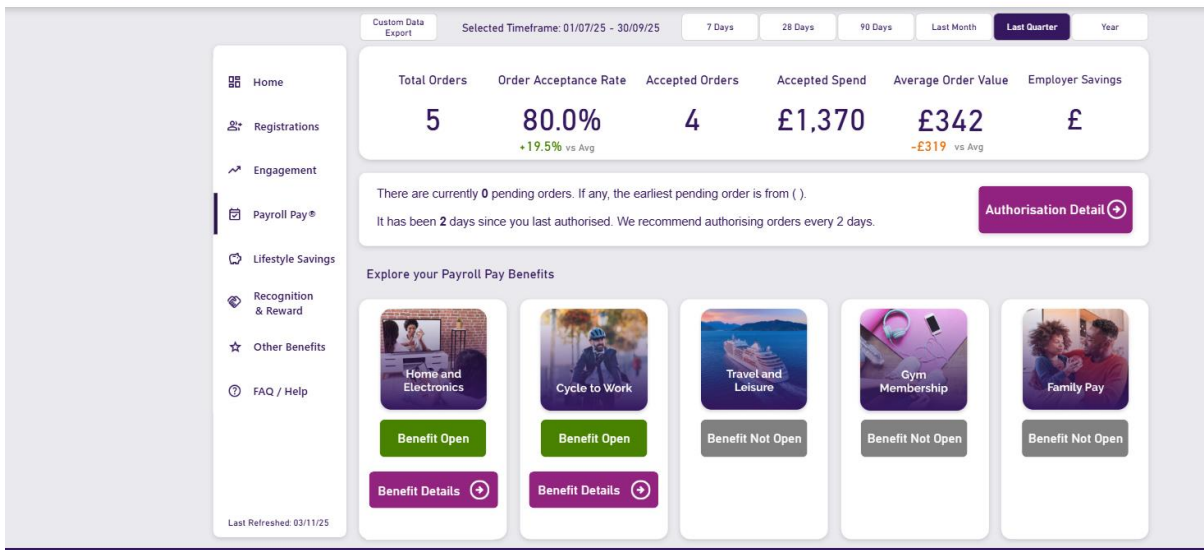 Custom Data
Export
Selected Timeframe: 01/07/25 - 30/09/25
7 Days
28 Days
90 Days
Last Month
Last Quarter
Year
Home
Registrations
Engagement
Payroll Pay®
Lifestyle Savings
Recognition
& Reward
Other Benefits
FAQ / Help
Last Refreshed: 03/11/25
Total Orders
5
Order Acceptance Rate
80.0%
+19.5% vs Avg
Accepted Orders
4
Accepted Spend
£1,370
Average Order Value
£342
-£319 vs Avg
Employer Savings
£
There are currently 0 pending orders. If any, the earliest pending order is from ( ).
It has been 2 days since you last authorised. We recommend authorising orders every 2 days.
Authorisation Detail
Explore your Payroll Pay Benefits
Home and
Electronics
Benefit Open
Benefit Details
Cycle to Work
Benefit Open
Benefit Details
Travel and
Leisure
Benefit Not Open
Gym
Membership
Benefit Not Open
Family Pay
Benefit Not Open